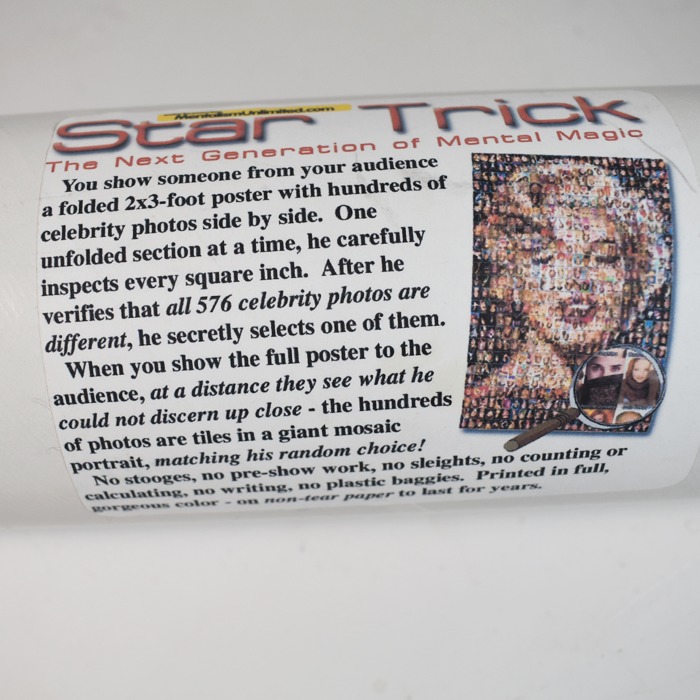 MentalismUnlimited.com
Star Trick
The Next Generation of Mental Magic
You show someone from your audience
a folded 2x3-foot poster with hundreds of
celebrity photos side by side. One
unfolded section at a time, he carefully
inspects every square inch. After he
verifies that all 576 celebrity photos are
different, he secretly selects one of them.
When you show the full poster to the
audience, at a distance they see what he
could not discern up close - the hundreds
of photos are tiles in a giant mosaic
portrait, matching his random choice!
No stooges, no pre-show work, no sleights, no counting or
calculating, no writing, no plastic baggies. Printed in full,
gorgeous color - on non-tear paper to last for years.